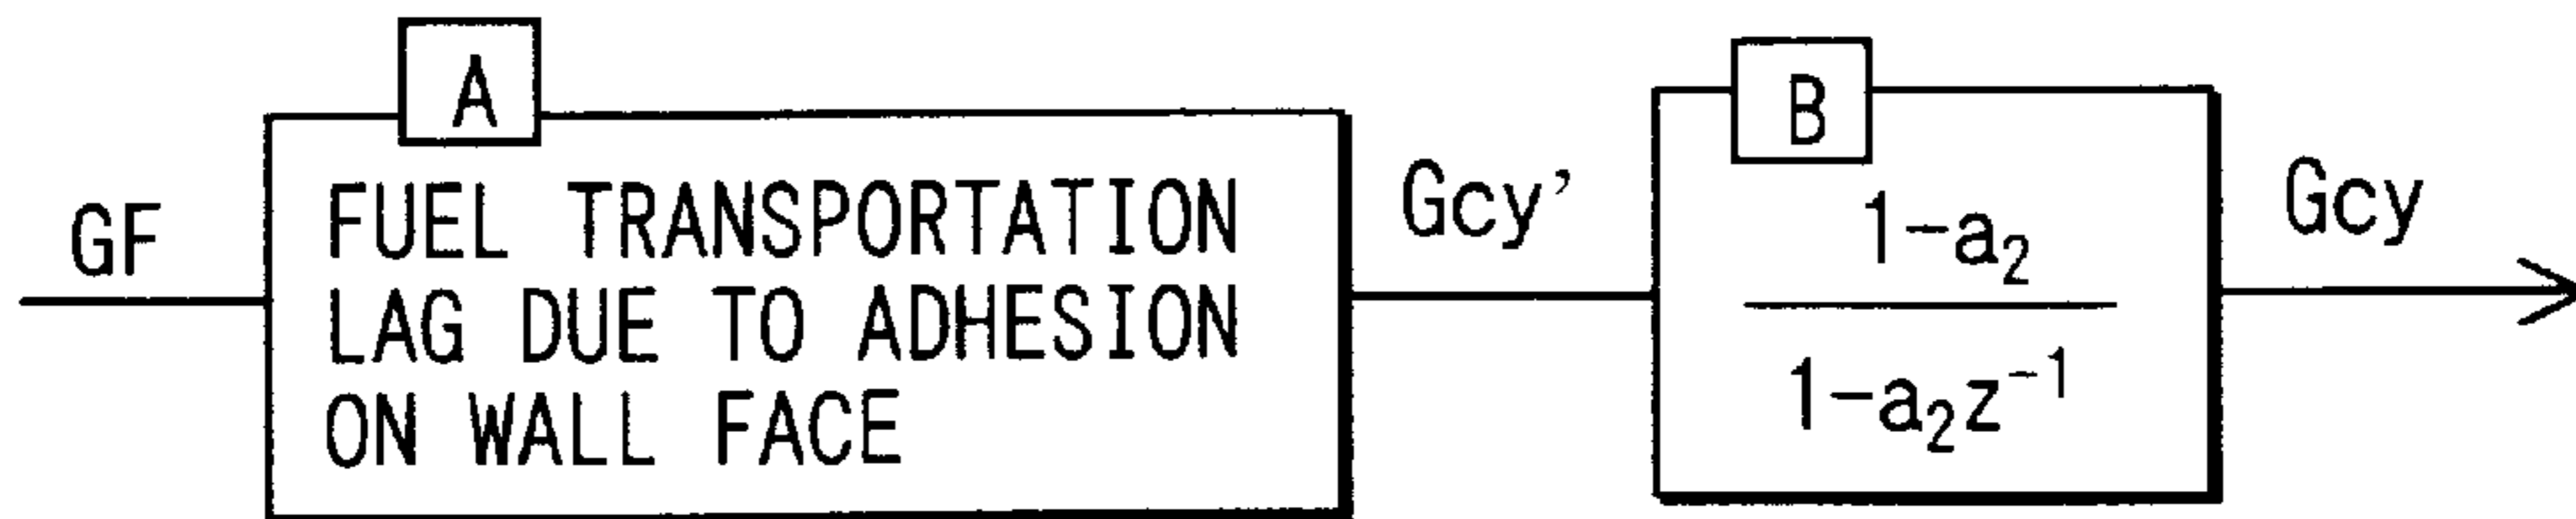 A
B
GF
FUEL TRANSPORTATION
LAG DUE TO ADHESION
ON WALL FACE
Gcy'
1-a₂
1-a₂z⁻¹
Gcy